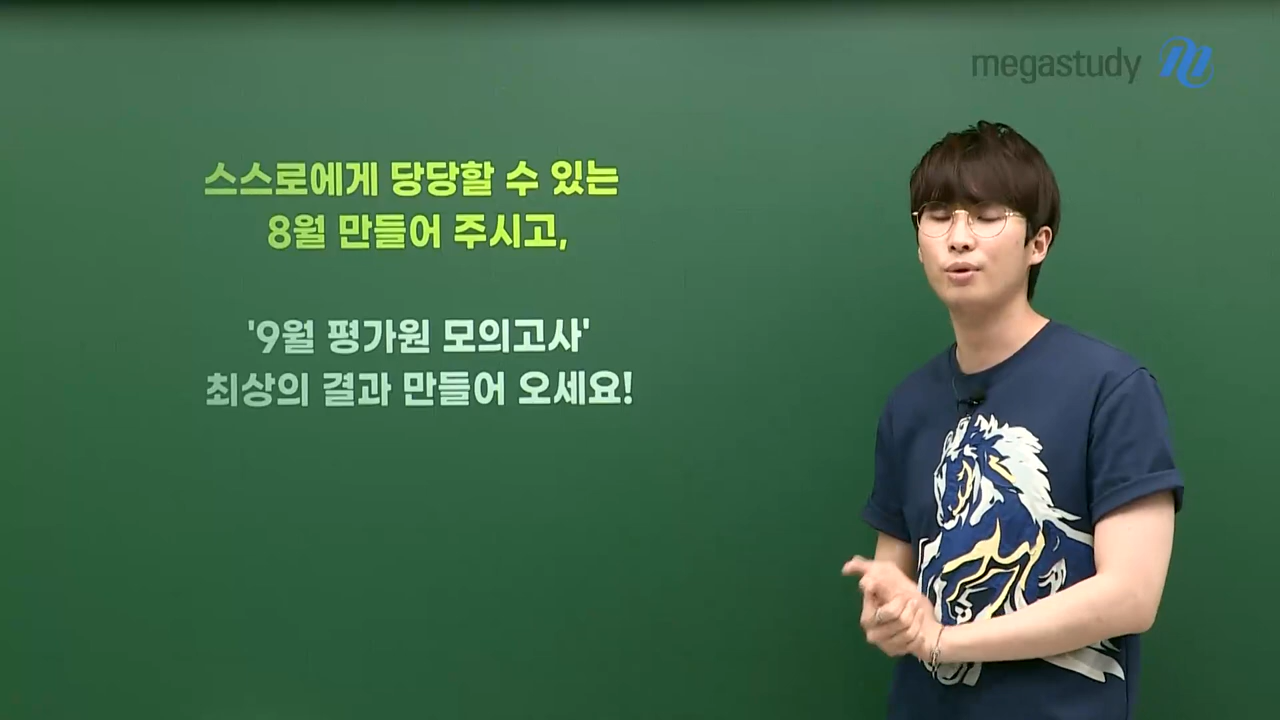 megastudy
스스로에게 당당할 수 있는
8월 만들어 주시고,
'9월 평가원 모의고사'
최상의 결과 만들어 오세요!